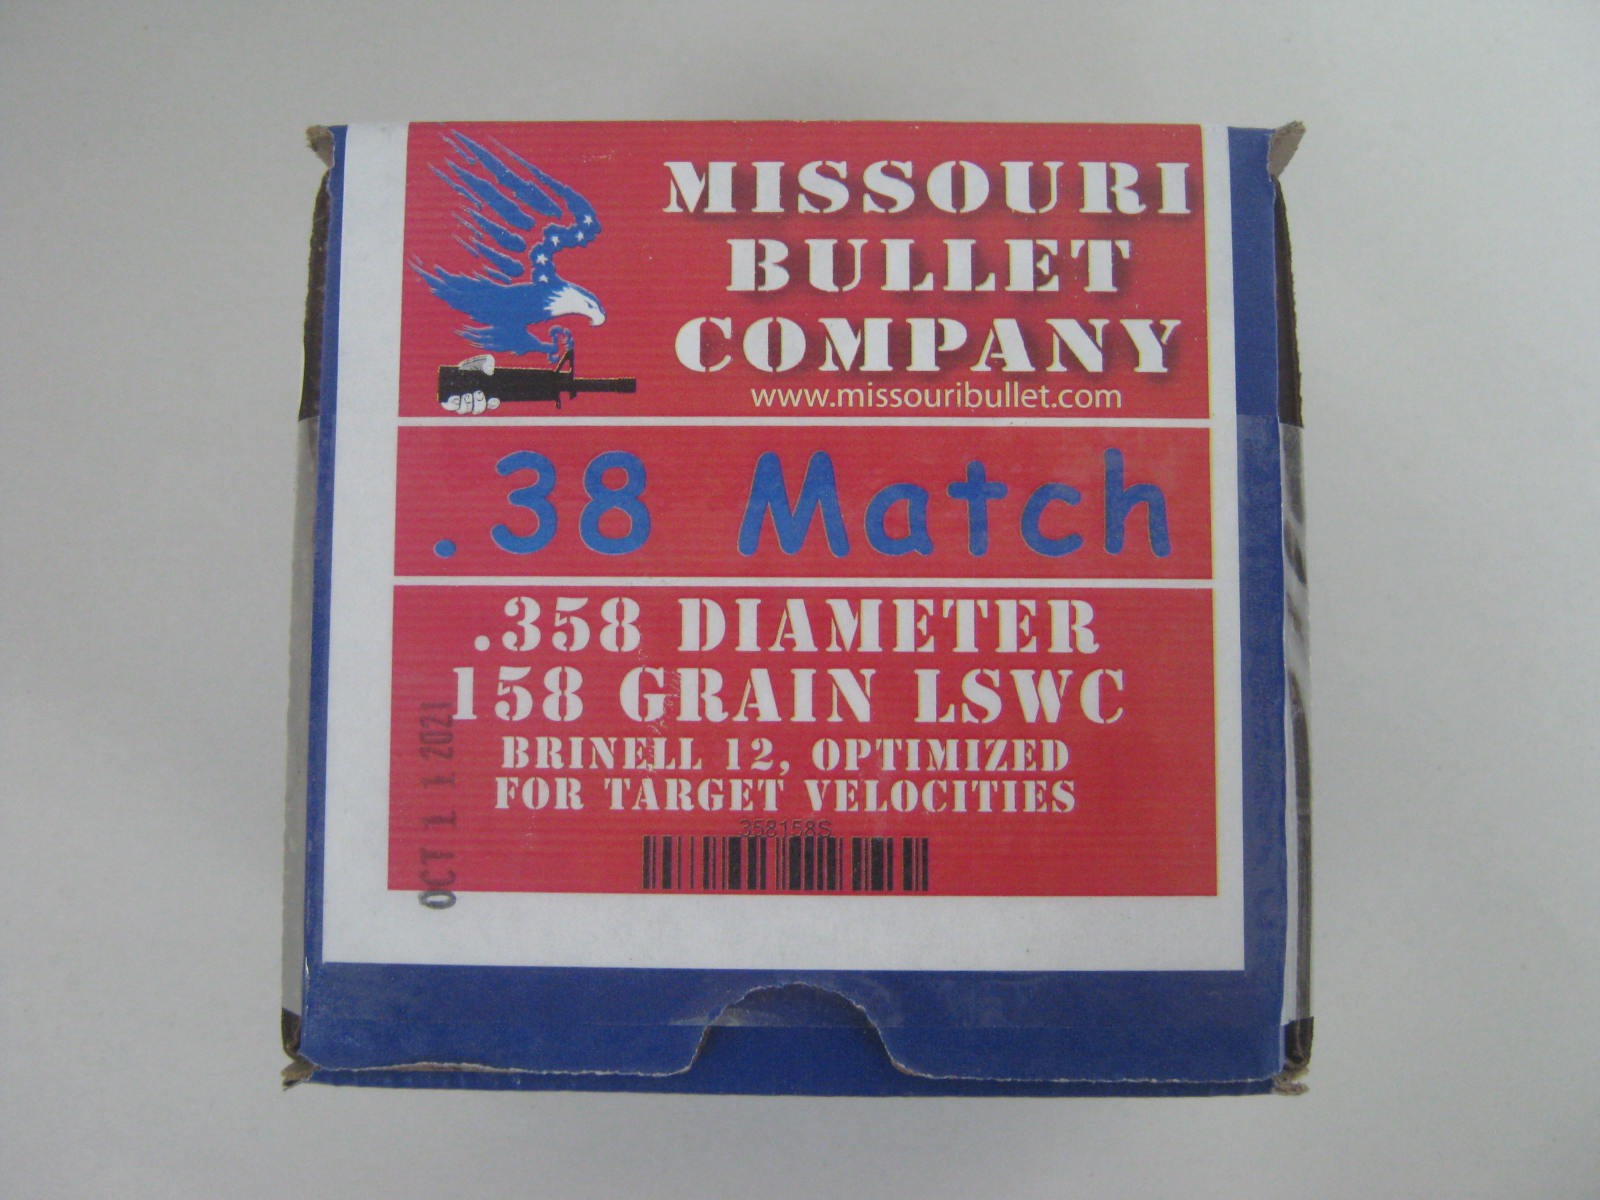 MISSOURI
BULLET
COMPANY
www.missouribullet.com
.38 Match
.358 DIAMETER
158 GRAIN LSWC
BRINELL 12, OPTIMIZED
FOR TARGET VELOCITIES
358158S
OCT 1 1 2021